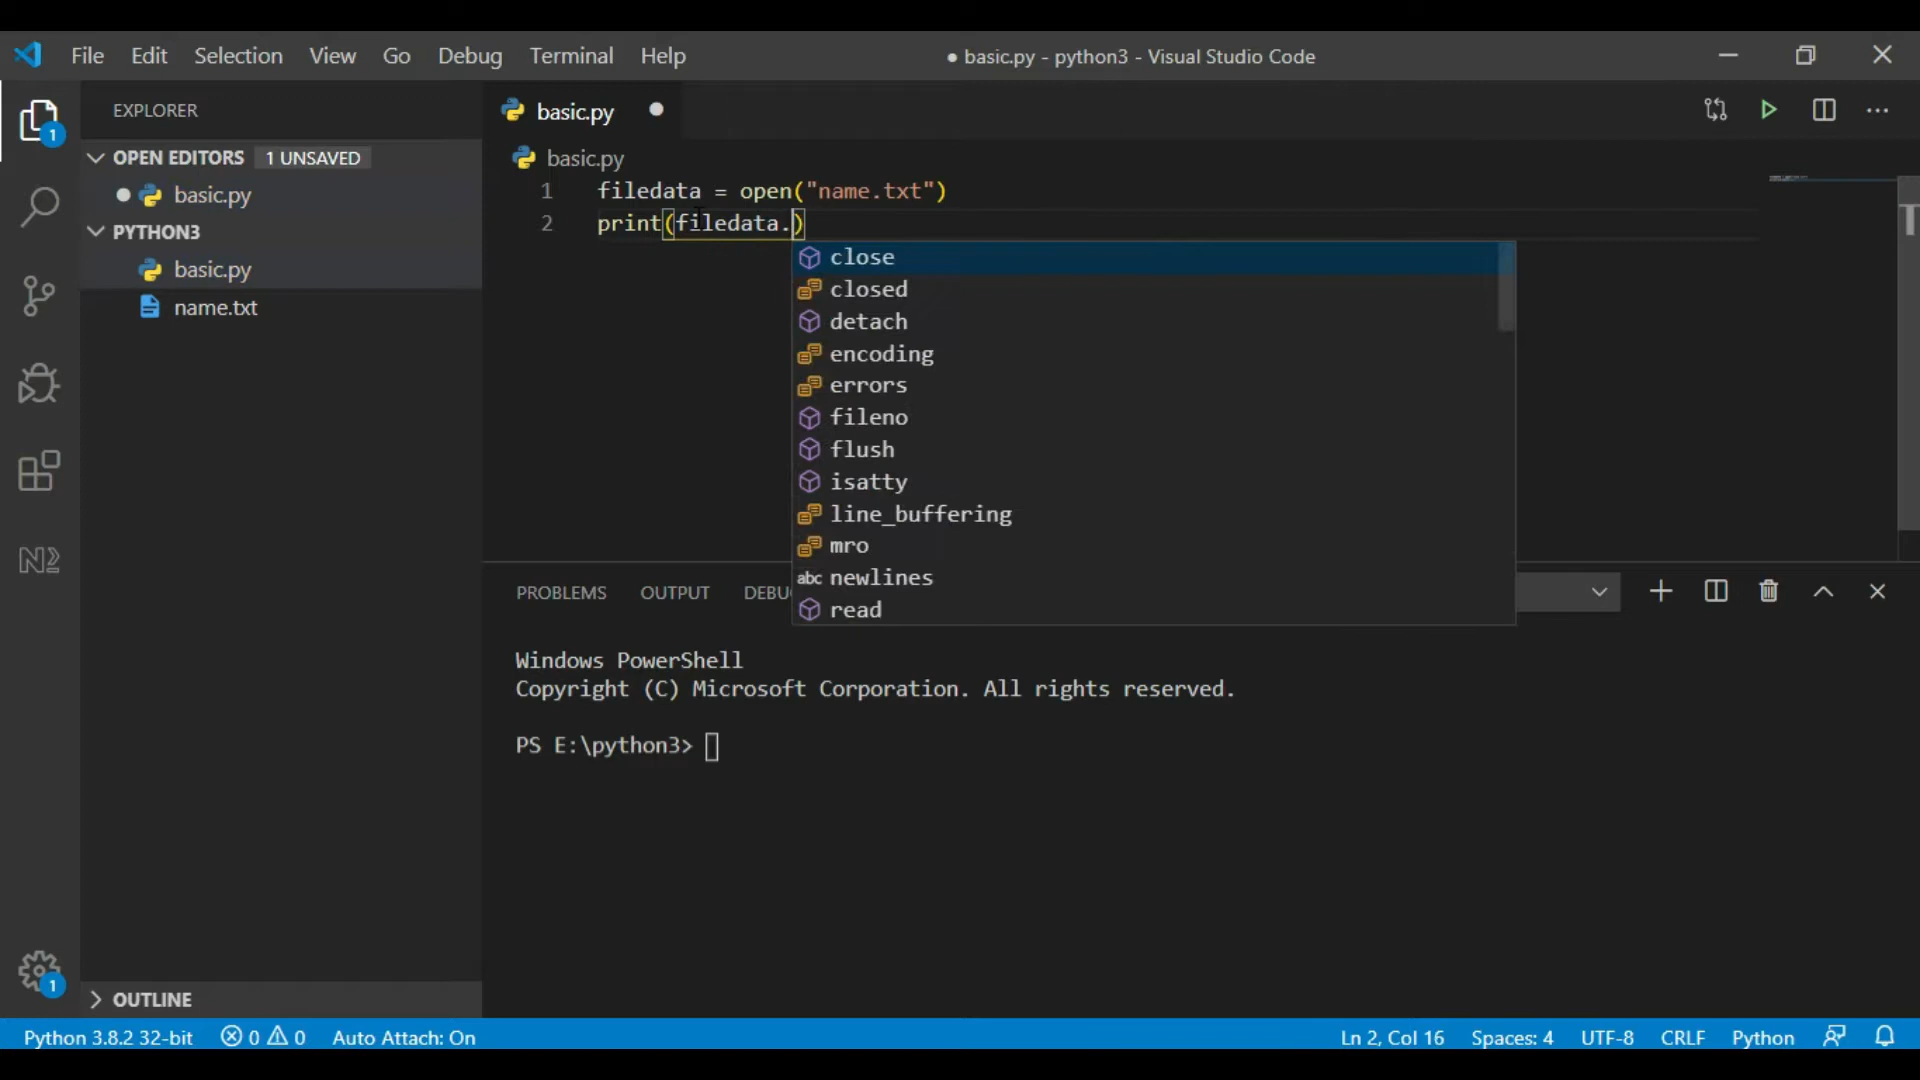 File Edit Selection View Go Debug Terminal Help
● basic.py - python3 - Visual Studio Code
EXPLORER
basic.py
OPEN EDITORS 1 UNSAVED
basic.py
PYTHON3
basic.py
name.txt
OUTLINE
1
1
basic.py
1 filedata = open("name.txt")
2 print(filedata.)
close
closed
detach
encoding
errors
fileno
flush
isatty
line_buffering
mro
abc newlines
read
PROBLEMS OUTPUT DEBU
Windows PowerShell
Copyright (C) Microsoft Corporation. All rights reserved.
PS E:\python3>
Python 3.8.2 32-bit 0 0 Auto Attach: On
Ln 2, Col 16 Spaces: 4 UTF-8 CRLF Python